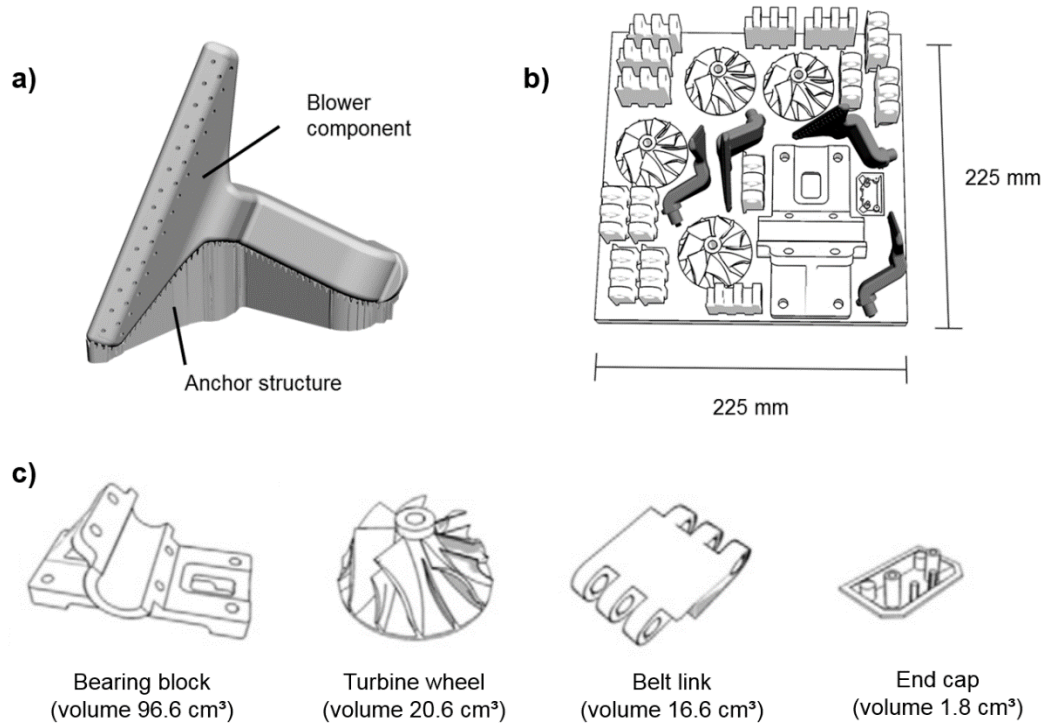 a)
Blower
component
Anchor structure
b)
225 mm
225 mm
c)
Bearing block
(volume 96.6 cm³)
Turbine wheel
(volume 20.6 cm³)
Belt link
(volume 16.6 cm³)
End cap
(volume 1.8 cm³)